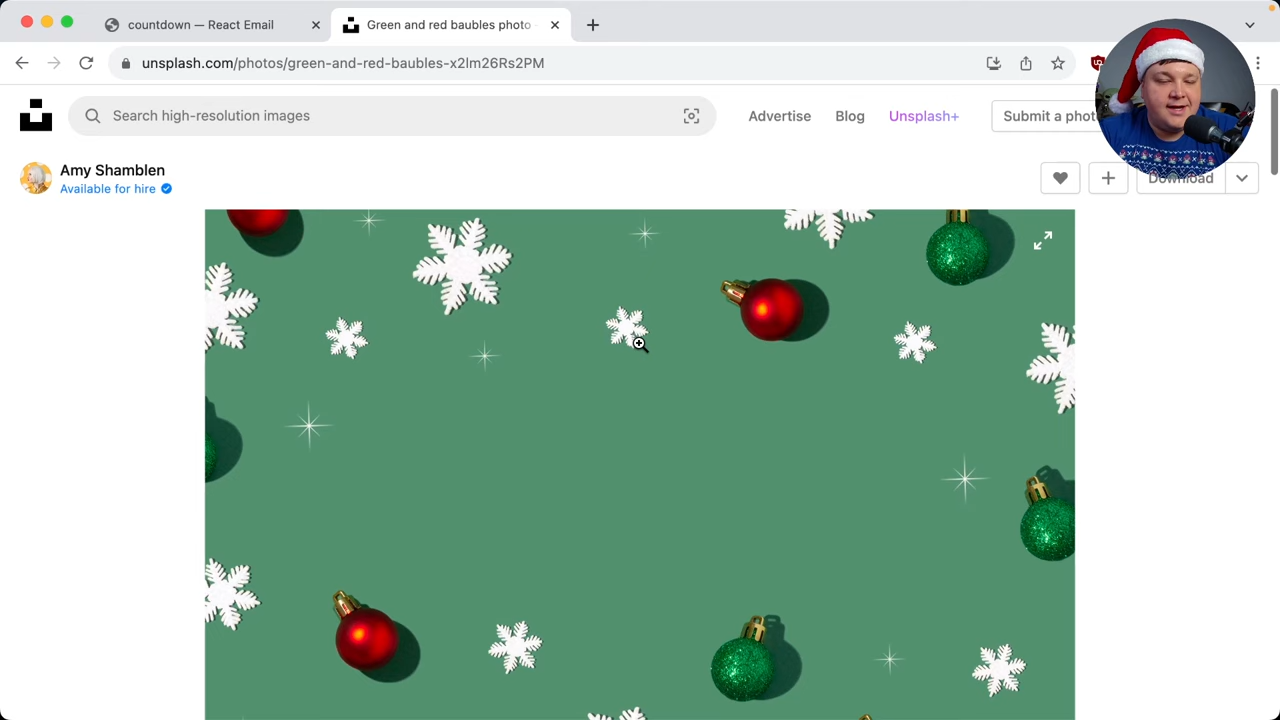 countdown — React Email
Green and red baubles photo
unsplash.com/photos/green-and-red-baubles-x2Im26Rs2PM
Search high-resolution images
Advertise
Blog
Unsplash+
Submit a phot
Amy Shamblen
Available for hire
Download